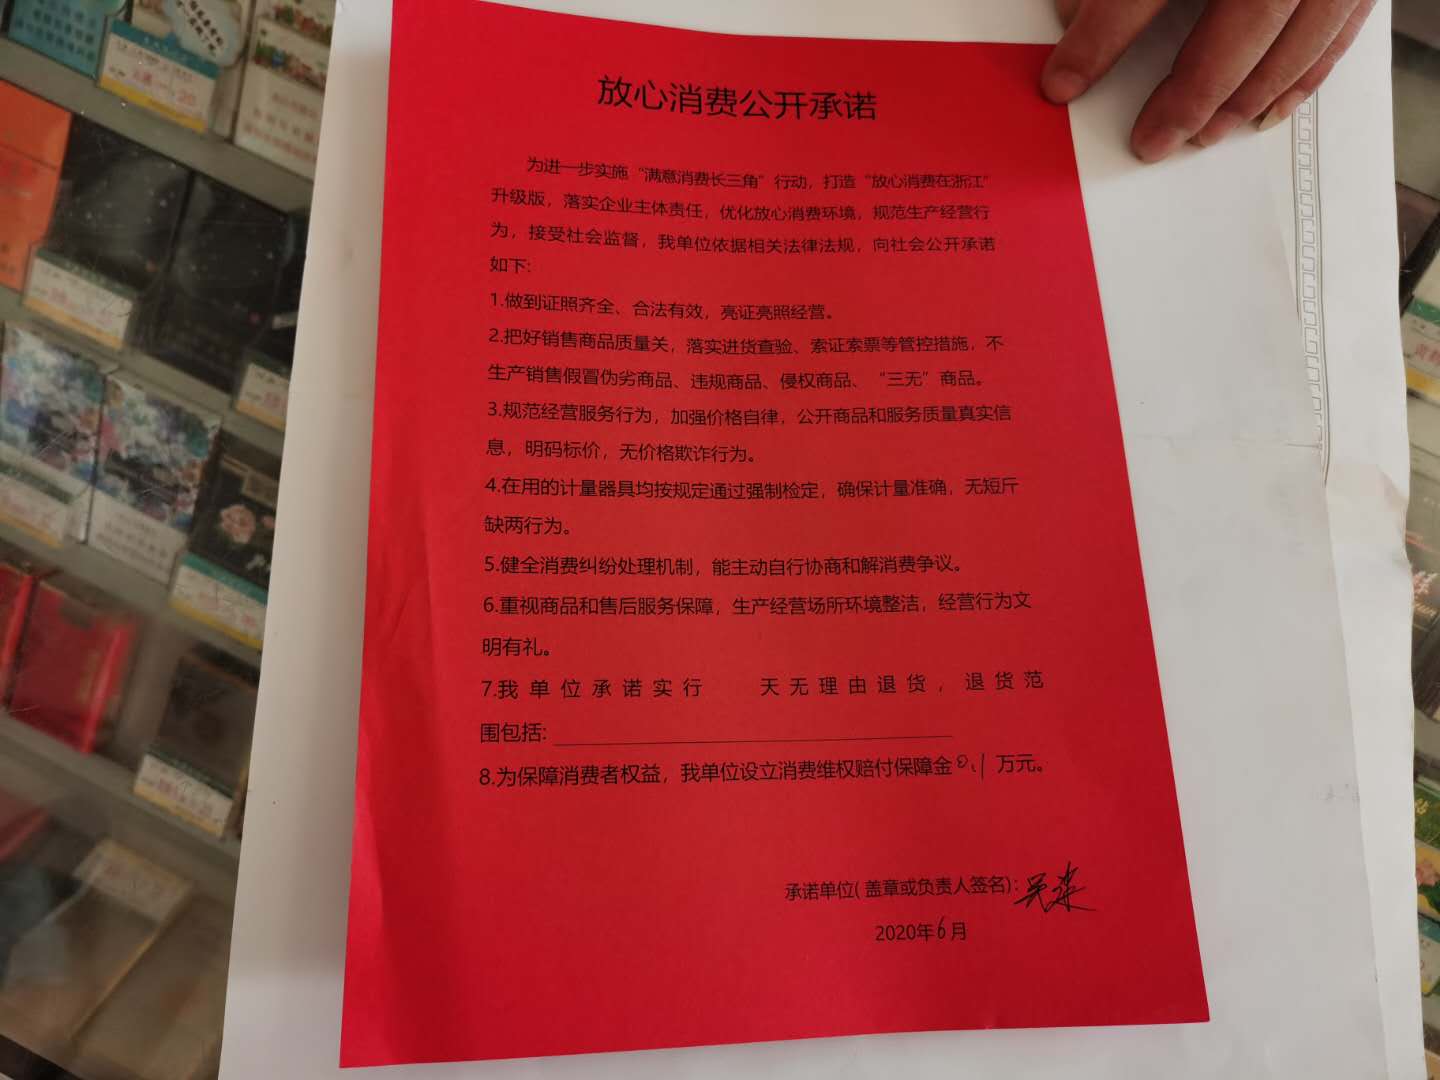 放心消费公开承诺
为进一步实施“满意消费长三角”行动，打造“放心消费在浙江”
升级版，落实企业主体责任，优化放心消费环境，规范生产经营行
为，接受社会监督，我单位依据相关法律法规，向社会公开承诺
如下:
1.做到证照齐全、合法有效，亮证亮照经营。
2.把好销售商品质量关，落实进货查验、索证索票等管控措施，不
生产销售假冒伪劣商品、违规商品、侵权商品、“三无”商品。
3.规范经营服务行为，加强价格自律，公开商品和服务质量真实信
息，明码标价，无价格欺诈行为。
4.在用的计量器具均按规定通过强制检定，确保计量准确，无短斤
缺两行为。
5.健全消费纠纷处理机制，能主动自行协商和解消费争议。
6.重视商品和售后服务保障，生产经营场所环境整洁，经营行为文
明有礼。
7.我单位承诺实行 天无理由退货，退货范
围包括:
8.为保障消费者权益，我单位设立消费维权赔付保障金0.1万元。
承诺单位(盖章或负责人签名):吴
2020年6月